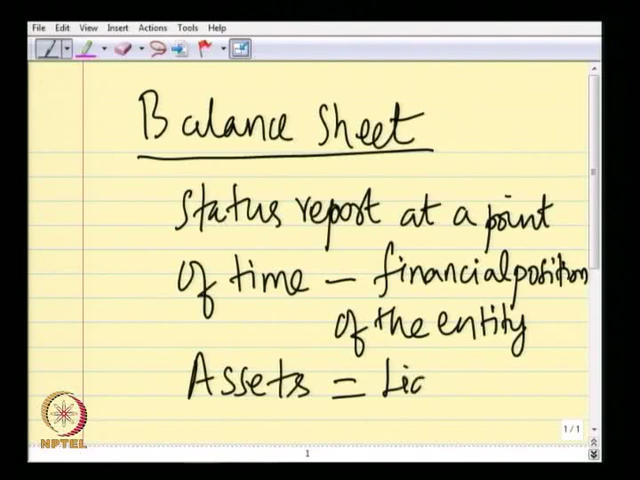 File Edit View Insert Actions Tools Help
Balance Sheet
Status report at a point
of time – financial position
of the entity
Assets = Lia
NPTEL
1/1
1